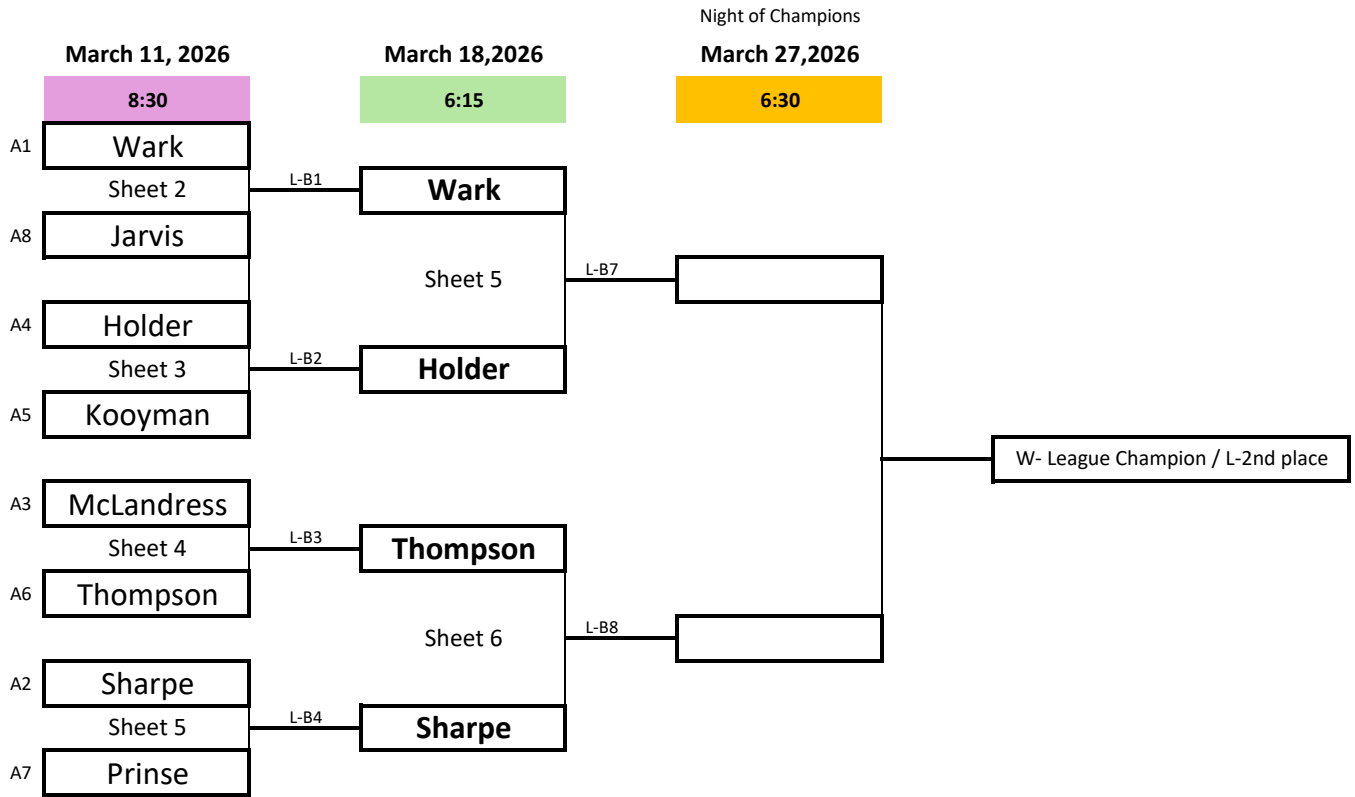 Night of Champions
March 11, 2026
March 18,2026
March 27,2026
8:30
6:15
6:30
A1
Wark
Sheet 2
L-B1
Wark
A8
Jarvis
Sheet 5
L-B7
A4
Holder
Sheet 3
L-B2
Holder
A5
Kooyman
W- League Champion / L-2nd place
A3
McLandress
Sheet 4
L-B3
Thompson
A6
Thompson
Sheet 6
L-B8
A2
Sharpe
Sheet 5
L-B4
Sharpe
A7
Prinse